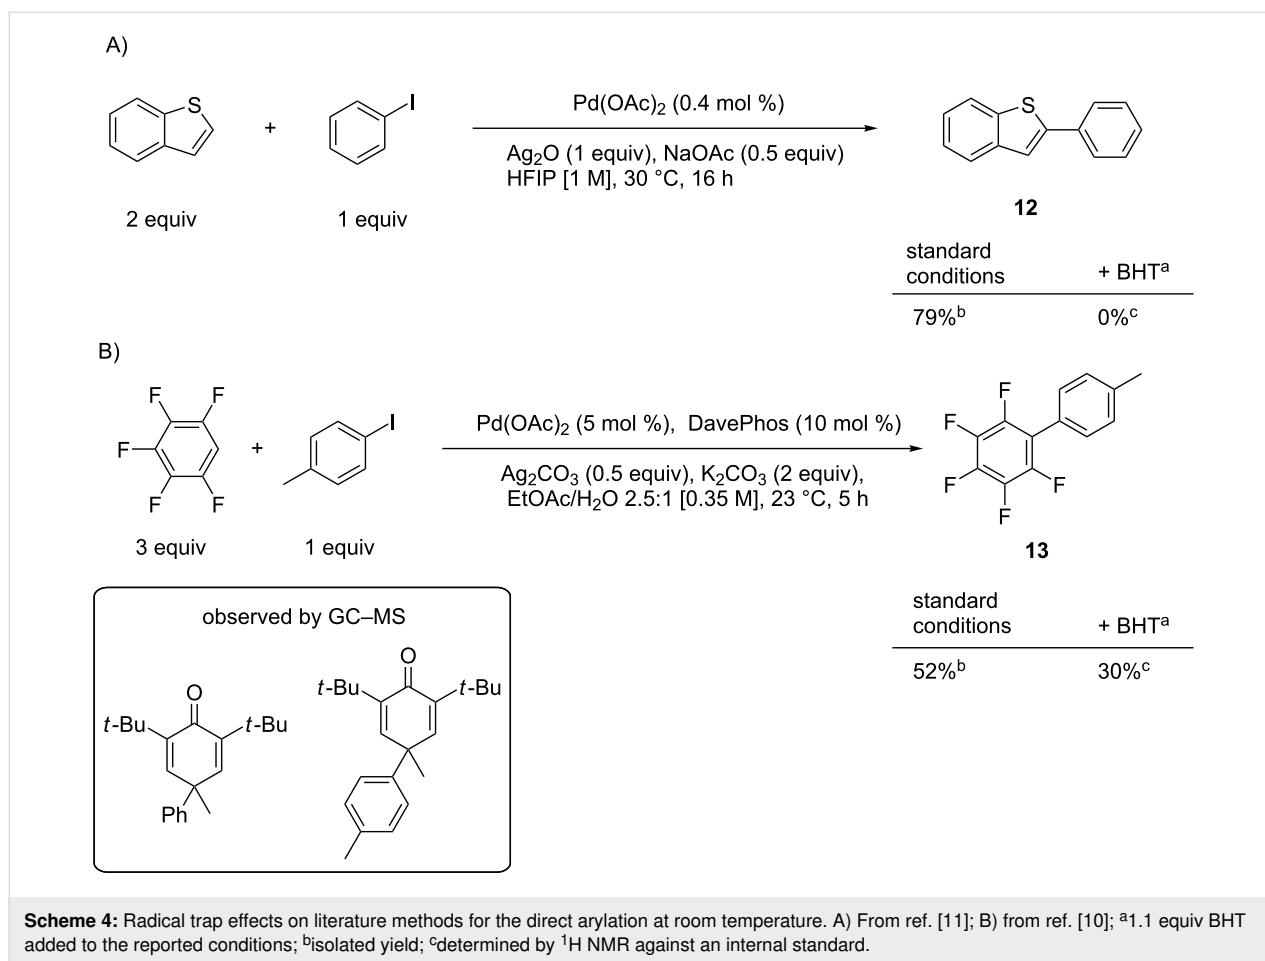 A)
S
+
I
Pd(OAc)₂ (0.4 mol %)
Ag₂O (1 equiv), NaOAc (0.5 equiv)
HFIP [1 M], 30 °C, 16 h
S
2 equiv
1 equiv
12
standard
conditions
+ BHTᵃ
79%ᵇ
0%ᶜ
B)
F
F
F
F
F
+
I
Pd(OAc)₂ (5 mol %), DavePhos (10 mol %)
Ag₂CO₃ (0.5 equiv), K₂CO₃ (2 equiv),
EtOAc/H₂O 2.5:1 [0.35 M], 23 °C, 5 h
F
F
F
F
F
3 equiv
1 equiv
13
standard
conditions
+ BHTᵃ
52%ᵇ
30%ᶜ
observed by GC–MS
O
t-Bu
t-Bu
Ph
O
t-Bu
t-Bu
Scheme 4: Radical trap effects on literature methods for the direct arylation at room temperature. A) From ref. [11]; B) from ref. [10]; ᵃ1.1 equiv BHT
added to the reported conditions; ᵇisolated yield; ᶜdetermined by ¹H NMR against an internal standard.